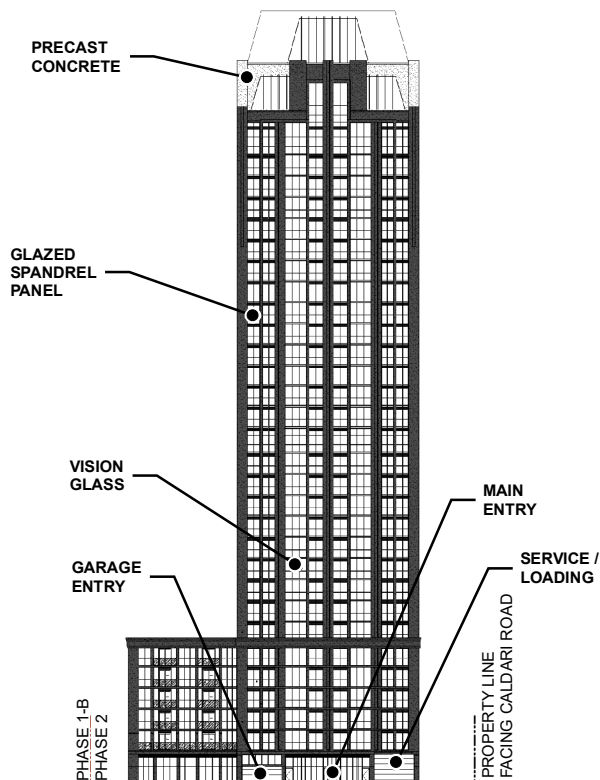 PRECAST
CONCRETE
GLAZED
SPANDREL
PANEL
VISION
GLASS
MAIN
ENTRY
GARAGE
ENTRY
SERVICE /
LOADING
PHASE 1-B
PHASE 2
PROPERTY LINE
FACING CALDARI ROAD